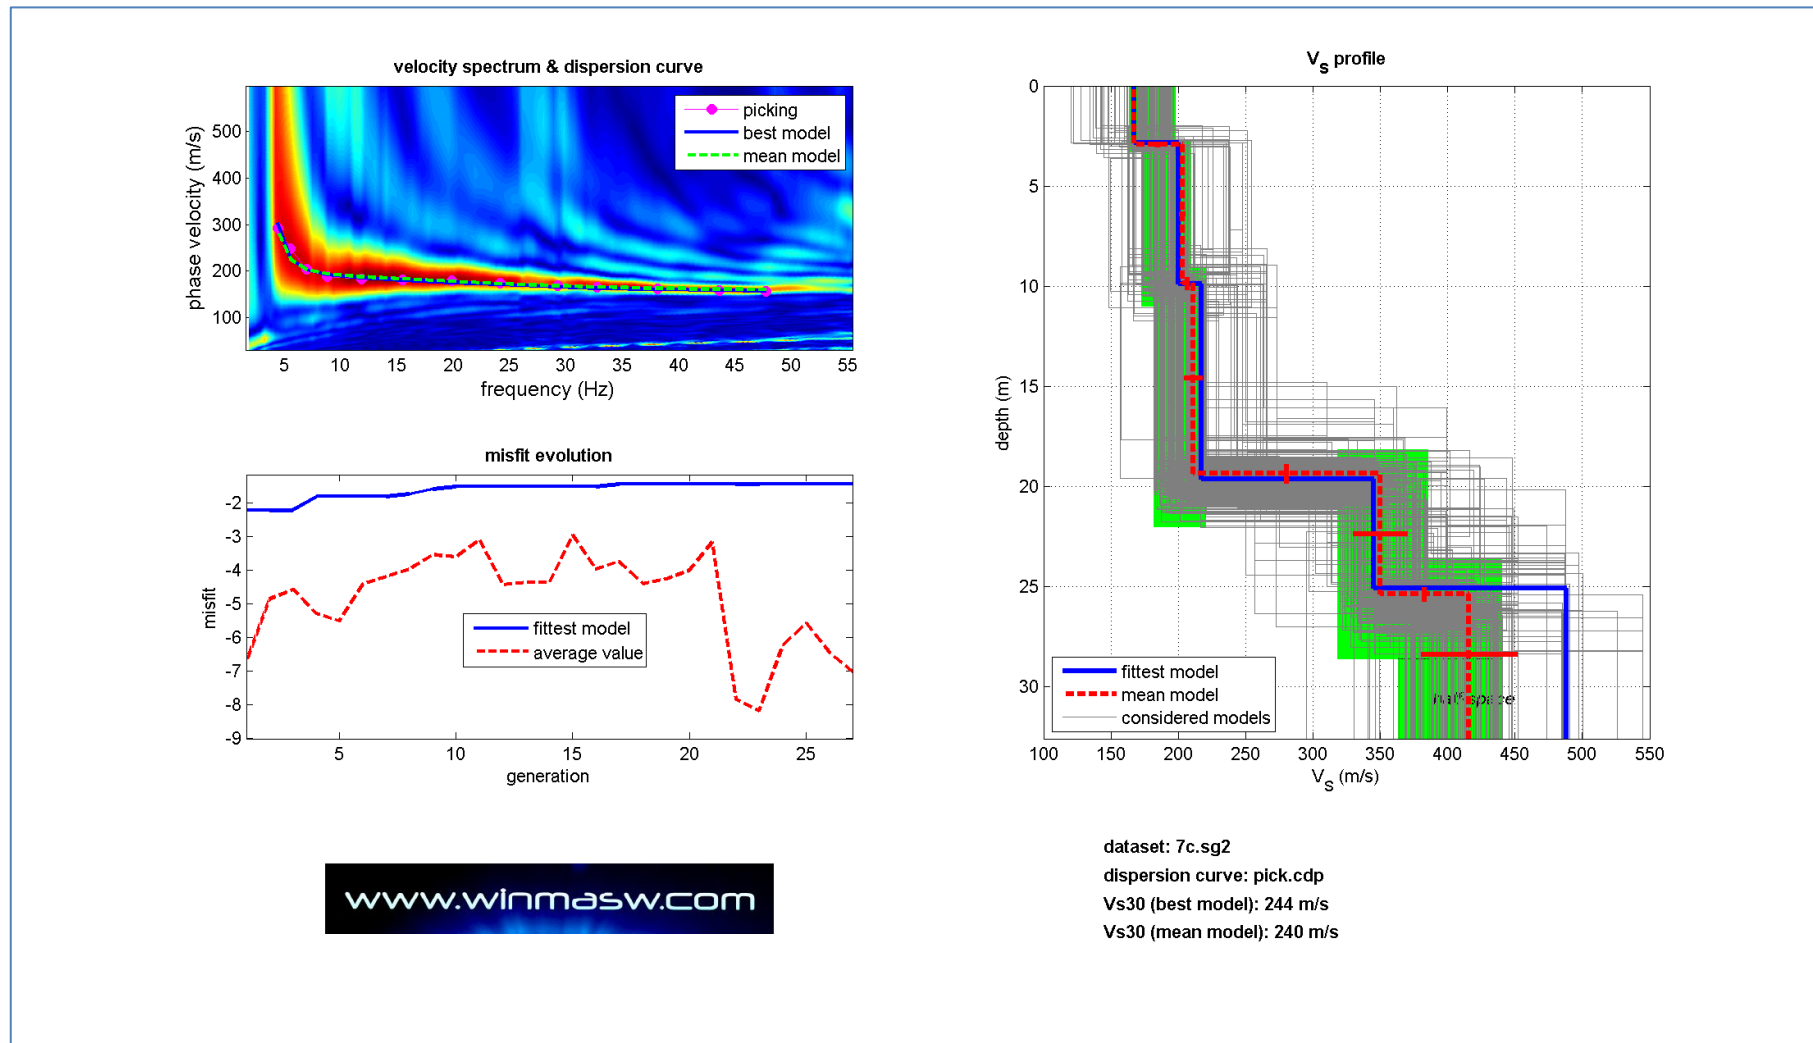 velocity spectrum & dispersion curve
phase velocity (m/s)
500
400
300
200
100
picking
best model
mean model
5 10 15 20 25 30 35 40 45 50 55
frequency (Hz)
misfit evolution
misfit
-2
-3
-4
-5
-6
-7
-8
-9
fittest model
average value
5 10 15 20 25
generation
www.winmasw.com
VS profile
depth (m)
0
5
10
15
20
25
30
fittest model
mean model
considered models
half-space
100 150 200 250 300 350 400 450 500 550
VS (m/s)
dataset: 7c.sg2
dispersion curve: pick.cdp
Vs30 (best model): 244 m/s
Vs30 (mean model): 240 m/s